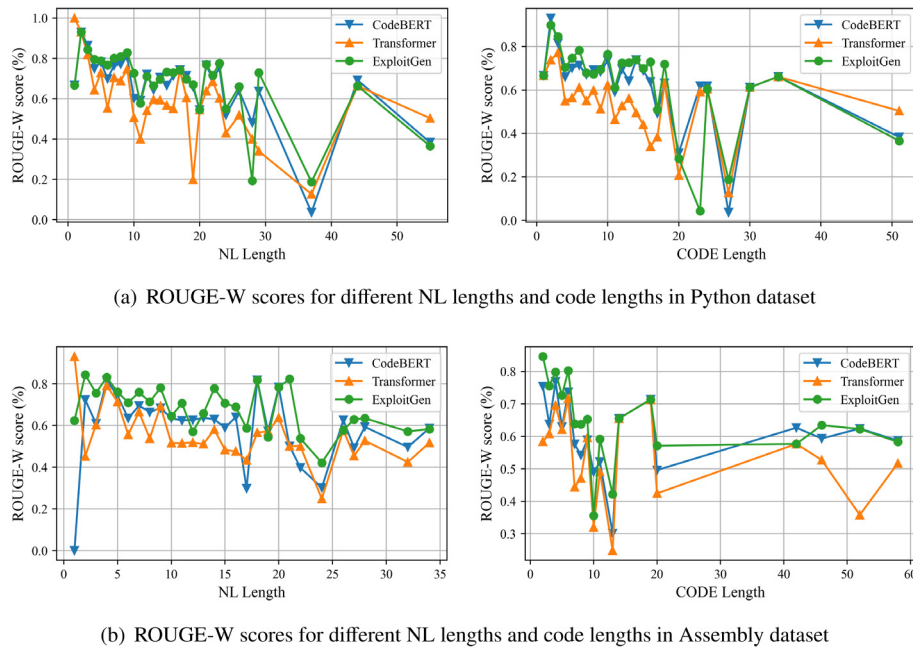 CodeBERT
Transformer
ExploitGen
ROUGE-W score (%)
1.0
0.8
0.6
0.4
0.2
0.0
0 10 20 30 40 50
NL Length
CodeBERT
Transformer
ExploitGen
ROUGE-W score (%)
0.8
0.6
0.4
0.2
0.0
0 10 20 30 40 50
CODE Length
(a) ROUGE-W scores for different NL lengths and code lengths in Python dataset
CodeBERT
Transformer
ExploitGen
ROUGE-W score (%)
0.8
0.6
0.4
0.2
0.0
0 5 10 15 20 25 30 35
NL Length
CodeBERT
Transformer
ExploitGen
ROUGE-W score (%)
0.8
0.7
0.6
0.5
0.4
0.3
0 10 20 30 40 50 60
CODE Length
(b) ROUGE-W scores for different NL lengths and code lengths in Assembly dataset